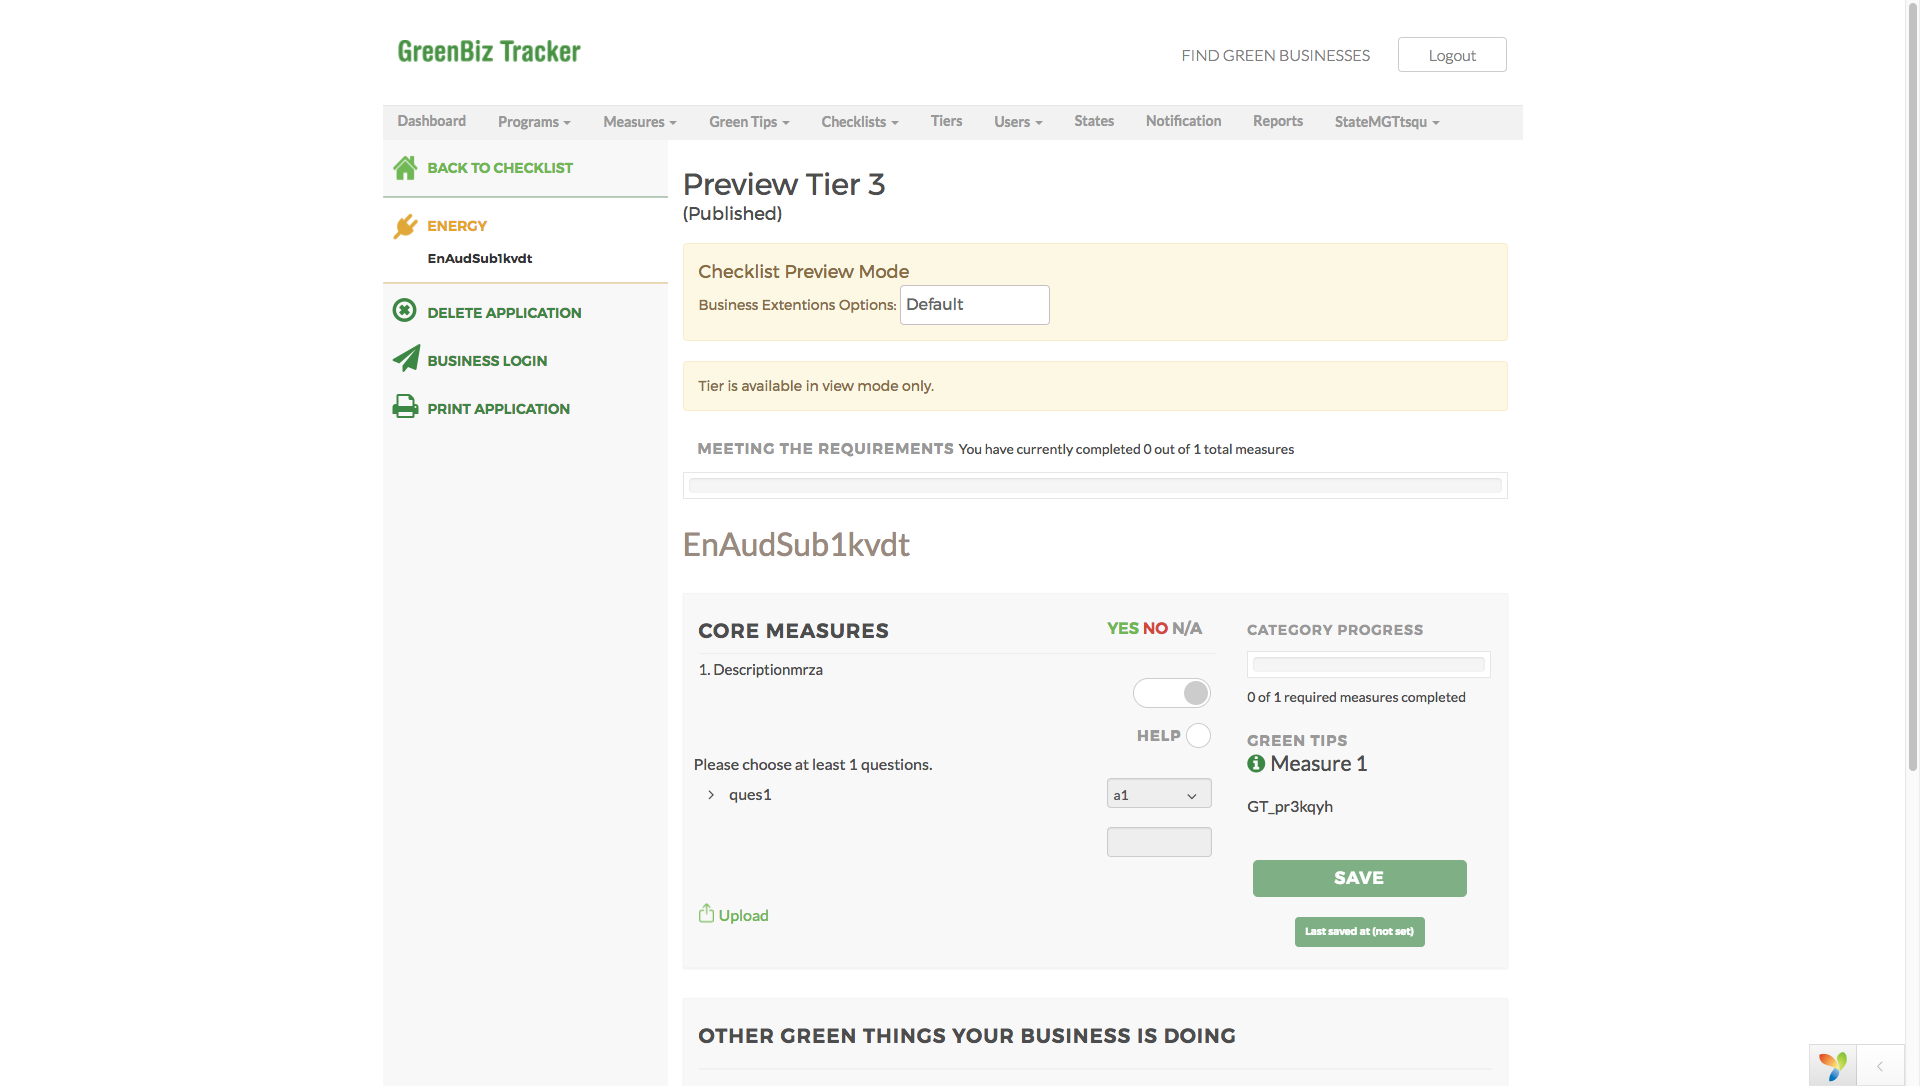 GreenBiz Tracker
FIND GREEN BUSINESSES
Logout
Dashboard
Programs
Measures
Green Tips
Checklists
Tiers
Users
States
Notification
Reports
StateMGTtsqu
BACK TO CHECKLIST
ENERGY
EnAudSub1kvdt
DELETE APPLICATION
BUSINESS LOGIN
PRINT APPLICATION
Preview Tier 3
(Published)
Checklist Preview Mode
Business Extentions Options: Default
Tier is available in view mode only.
MEETING THE REQUIREMENTS You have currently completed 0 out of 1 total measures
EnAudSub1kvdt
CORE MEASURES
YES NO N/A
1. Descriptionmrza
HELP
Please choose at least 1 questions.
ques1
a1
Upload
CATEGORY PROGRESS
0 of 1 required measures completed
GREEN TIPS
Measure 1
GT_pr3kqyh
SAVE
Last saved at (not set)
OTHER GREEN THINGS YOUR BUSINESS IS DOING